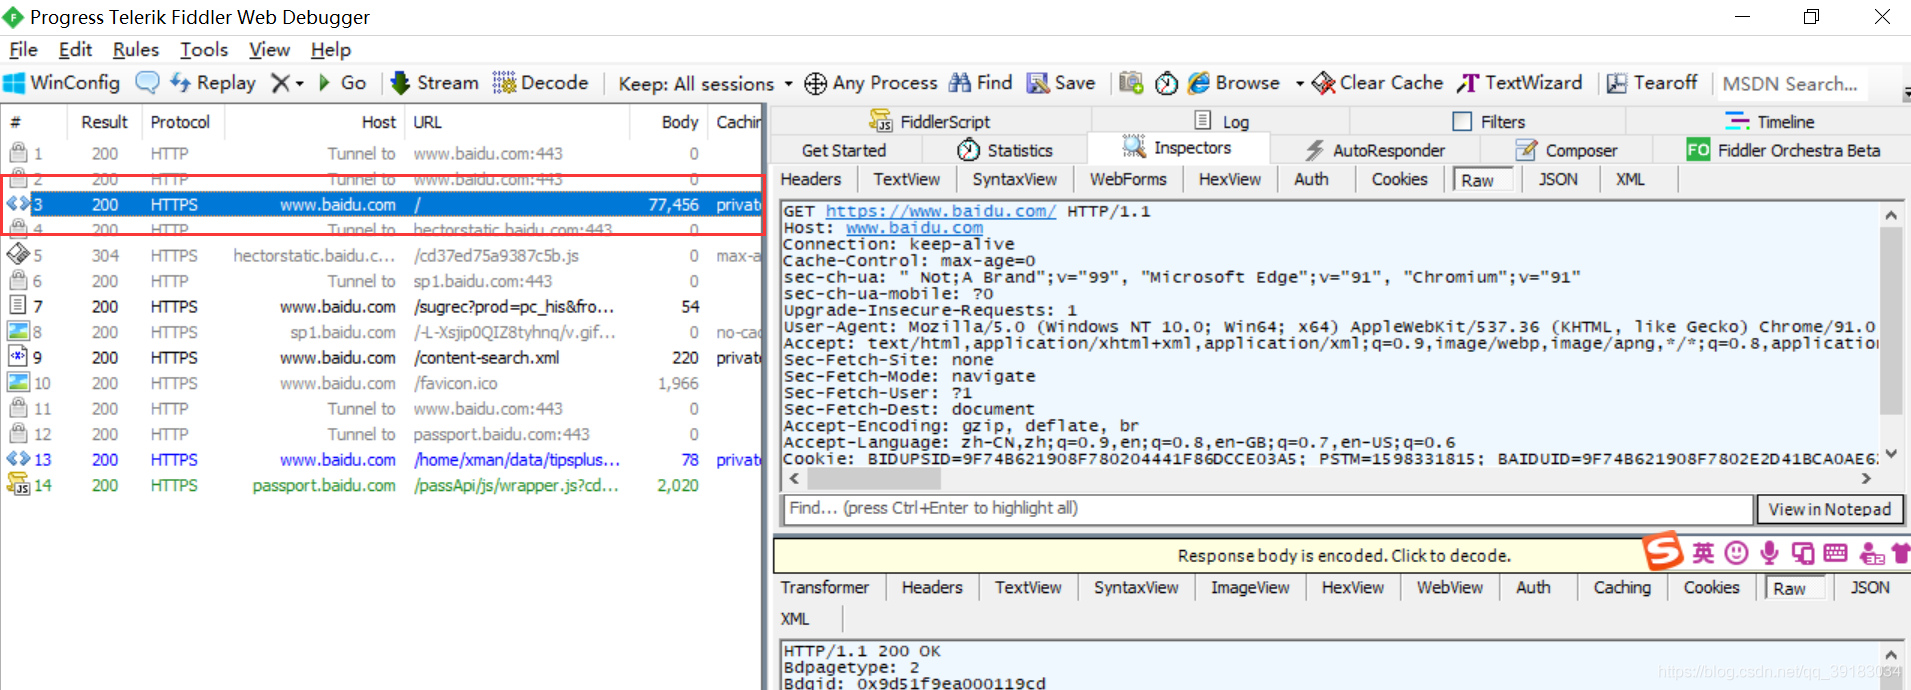 Progress Telerik Fiddler Web Debugger
File Edit Rules Tools View Help
WinConfig Replay Go Stream Decode Keep: All sessions Any Process Find Save Browse Clear Cache TextWizard Tearoff MSDN Search...
# Result Protocol Host URL Body Cachin
1 200 HTTP Tunnel to www.baidu.com:443 0
2 200 HTTP Tunnel to www.baidu.com:443 0
3 200 HTTPS www.baidu.com / 77,456 private
4 200 HTTP Tunnel to hectorstatic.baidu.com:443 0
5 304 HTTPS hectorstatic.baidu.c... /cd37ed75a9387c5b.js 0 max-a
6 200 HTTP Tunnel to sp1.baidu.com:443 0
7 200 HTTPS www.baidu.com /sugrec?prod=pc_his&fro... 54
8 200 HTTPS sp1.baidu.com /-L-Xsjip0QIZ8tyhnq/v.gif... 0 no-ca
9 200 HTTPS www.baidu.com /content-search.xml 220 private
10 200 HTTPS www.baidu.com /favicon.ico 1,966
11 200 HTTP Tunnel to www.baidu.com:443 0
12 200 HTTP Tunnel to passport.baidu.com:443 0
13 200 HTTPS www.baidu.com /home/xman/data/tipsplus... 78 private
14 200 HTTPS passport.baidu.com /passApi/js/wrapper.js?cd... 2,020
FiddlerScript Log Filters Timeline
Get Started Statistics Inspectors AutoResponder Composer FO Fiddler Orchestra Beta
Headers TextView SyntaxView WebForms HexView Auth Cookies Raw JSON XML
GET https://www.baidu.com/ HTTP/1.1
Host: www.baidu.com
Connection: keep-alive
Cache-Control: max-age=0
sec-ch-ua: " Not;A Brand";v="99", "Microsoft Edge";v="91", "Chromium";v="91"
sec-ch-ua-mobile: ?0
Upgrade-Insecure-Requests: 1
User-Agent: Mozilla/5.0 (Windows NT 10.0; Win64; x64) AppleWebKit/537.36 (KHTML, like Gecko) Chrome/91.0
Accept: text/html,application/xhtml+xml,application/xml;q=0.9,image/webp,image/apng,*/*;q=0.8,application
Sec-Fetch-Site: none
Sec-Fetch-Mode: navigate
Sec-Fetch-User: ?1
Sec-Fetch-Dest: document
Accept-Encoding: gzip, deflate, br
Accept-Language: zh-CN,zh;q=0.9,en;q=0.8,en-GB;q=0.7,en-US;q=0.6
Cookie: BIDUPSID=9F74B621908F780204441F86DCCE03A5; PSTM=1598331815; BAIDUID=9F74B621908F7802E2D41BCA0AE6
Find... (press Ctrl+Enter to highlight all) View in Notepad
Response body is encoded. Click to decode.
英
Transformer Headers TextView SyntaxView ImageView HexView WebView Auth Caching Cookies Raw JSON
XML
HTTP/1.1 200 OK
Bdpagetype: 2
Bdqid: 0x9d51f9ea000119cd
https://blog.csdn.net/qq_39183034